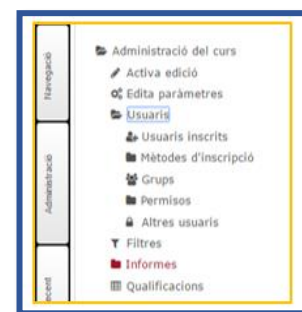 Navegació
Administració
ecent
Administració del curs
Activa edició
Edita paràmetres
Usuaris
Usuaris inscrits
Mètodes d'inscripció
Grups
Permisos
Altres usuaris
Filtres
Informes
Qualificacions